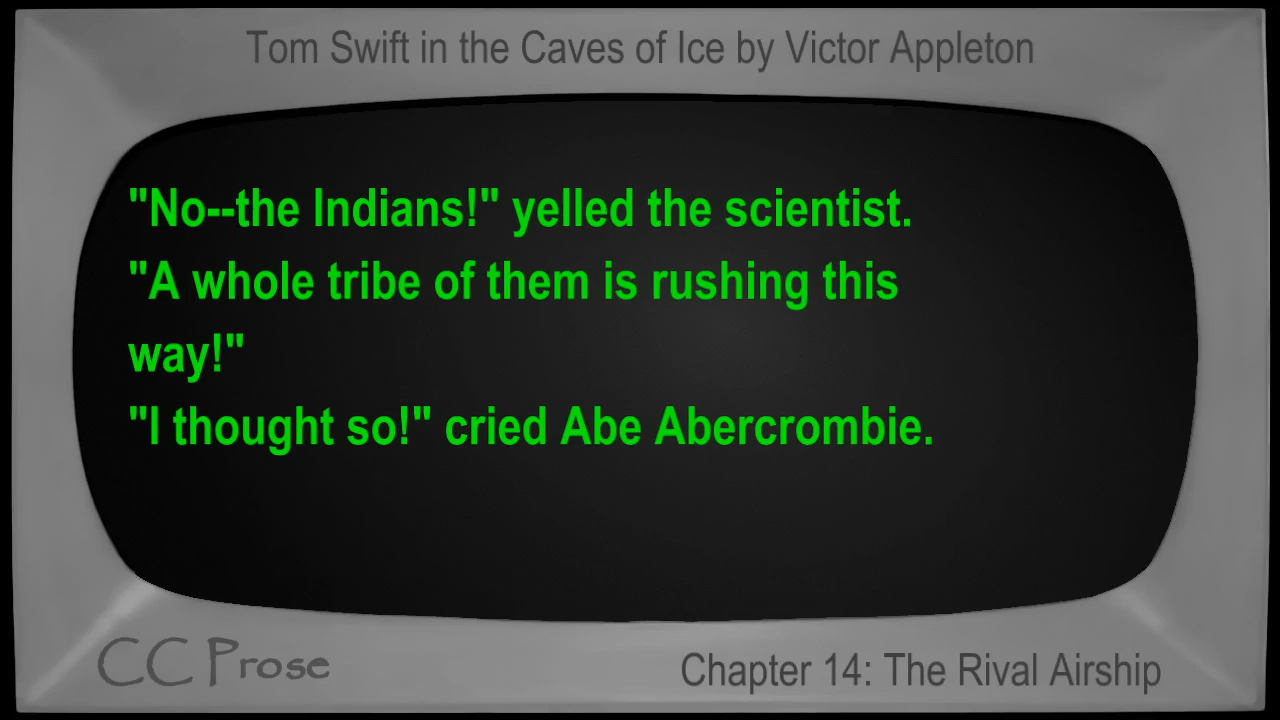 Tom Swift in the Caves of Ice by Victor Appleton
"No--the Indians!" yelled the scientist.
"A whole tribe of them is rushing this
way!"
"I thought so!" cried Abe Abercrombie.
CC Prose
Chapter 14: The Rival Airship